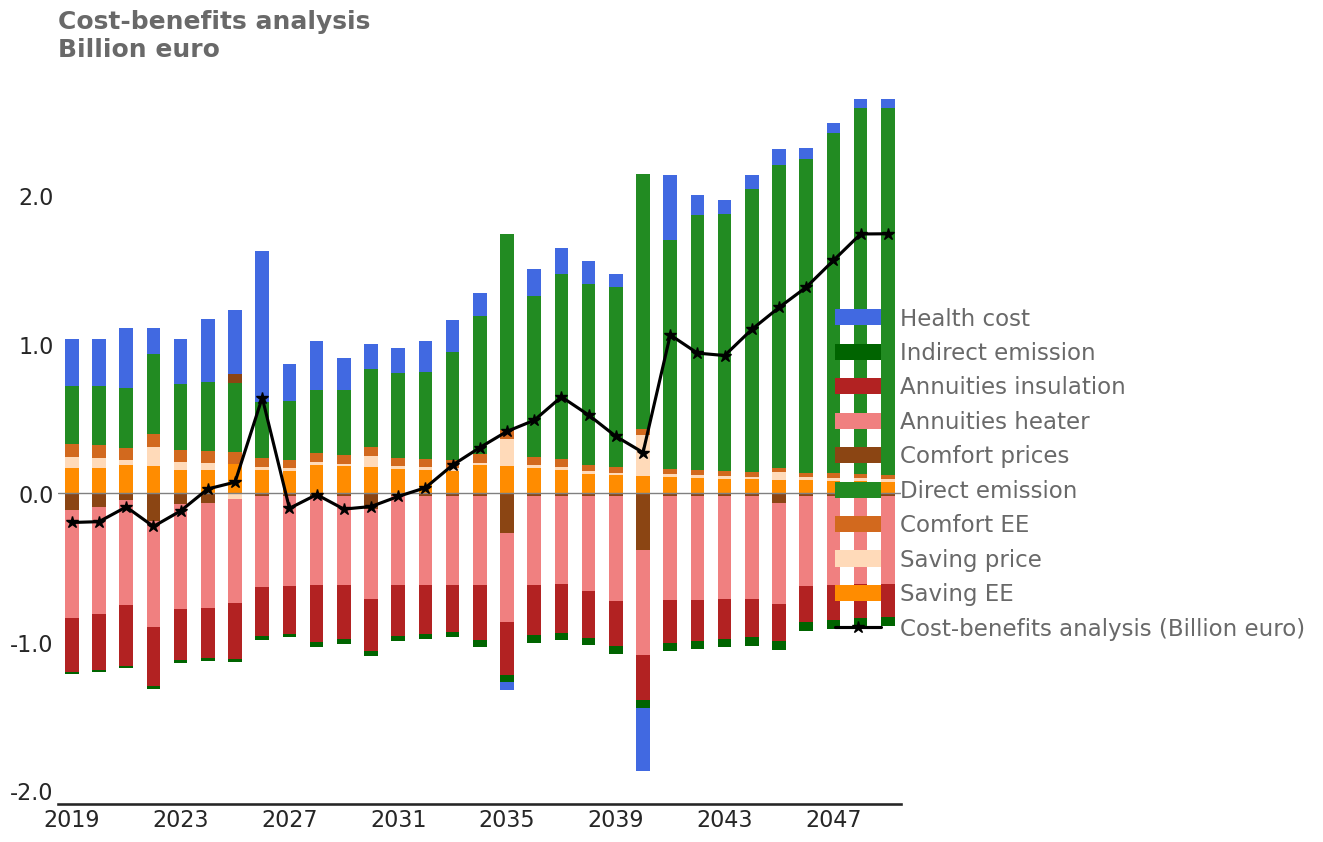 Cost-benefits analysis
Billion euro
2.0
1.0
0.0
-1.0
-2.0
2019 2023 2027 2031 2035 2039 2043 2047
Health cost
Indirect emission
Annuities insulation
Annuities heater
Comfort prices
Direct emission
Comfort EE
Saving price
Saving EE
Cost-benefits analysis (Billion euro)